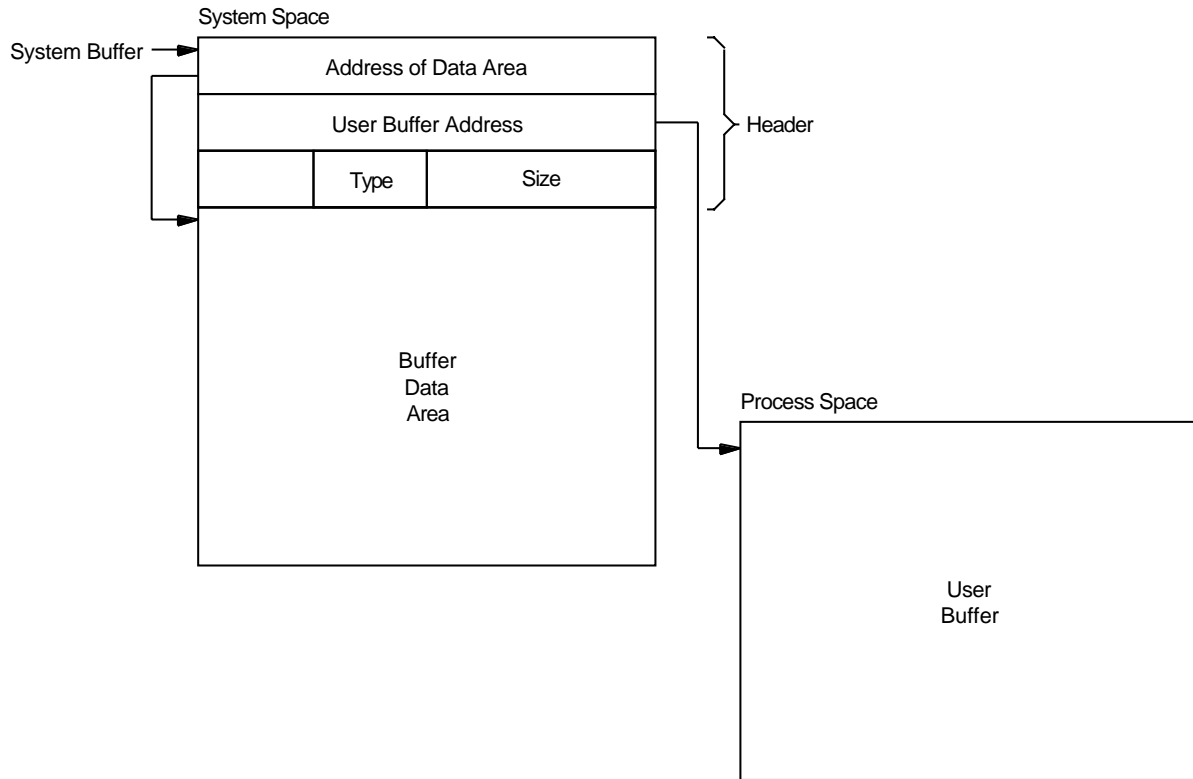 System Space
System Buffer
Address of Data Area
User Buffer Address
Header
Type
Size
Buffer
Data
Area
Process Space
User
Buffer